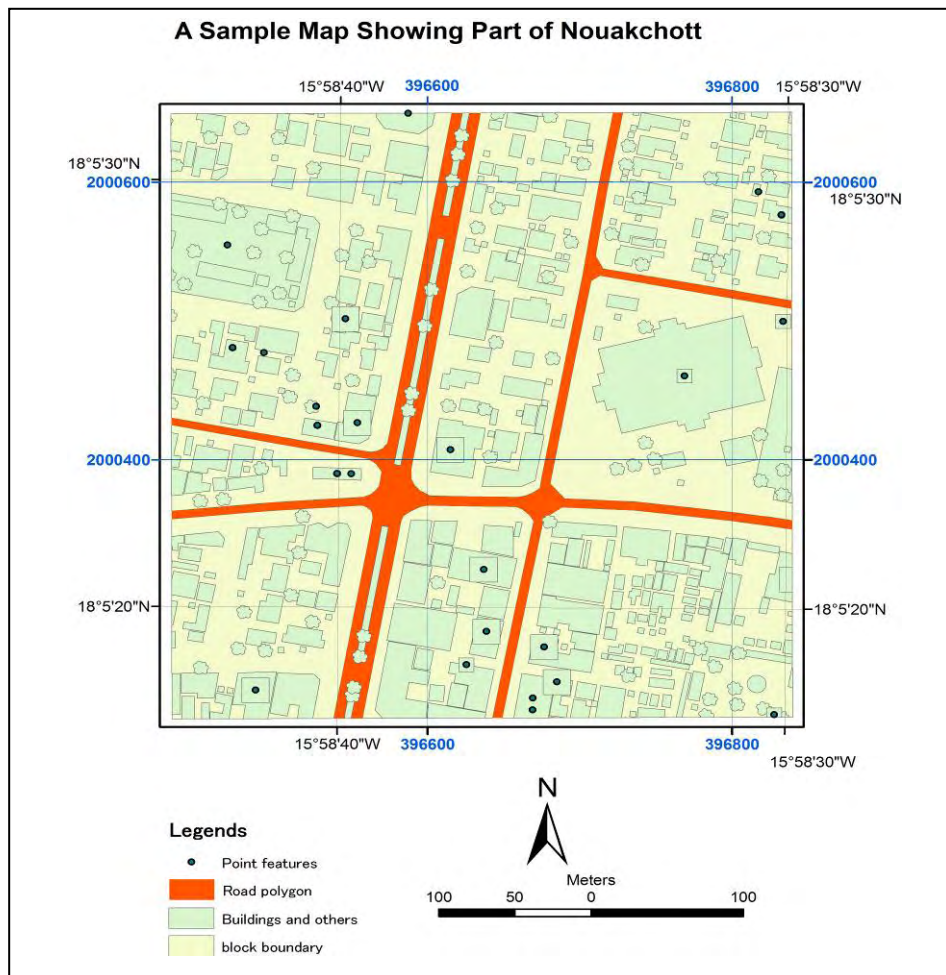 A Sample Map Showing Part of Nouakchott
15°58'40"W 396600 396800 15°58'30"W
18°5'30"N
2000600 2000600
18°5'30"N
2000400 2000400
18°5'20"N 18°5'20"N
15°58'40"W 396600 396800
15°58'30"W
N
Legends
Point features
Road polygon
Buildings and others
block boundary
Meters
100 50 0 100